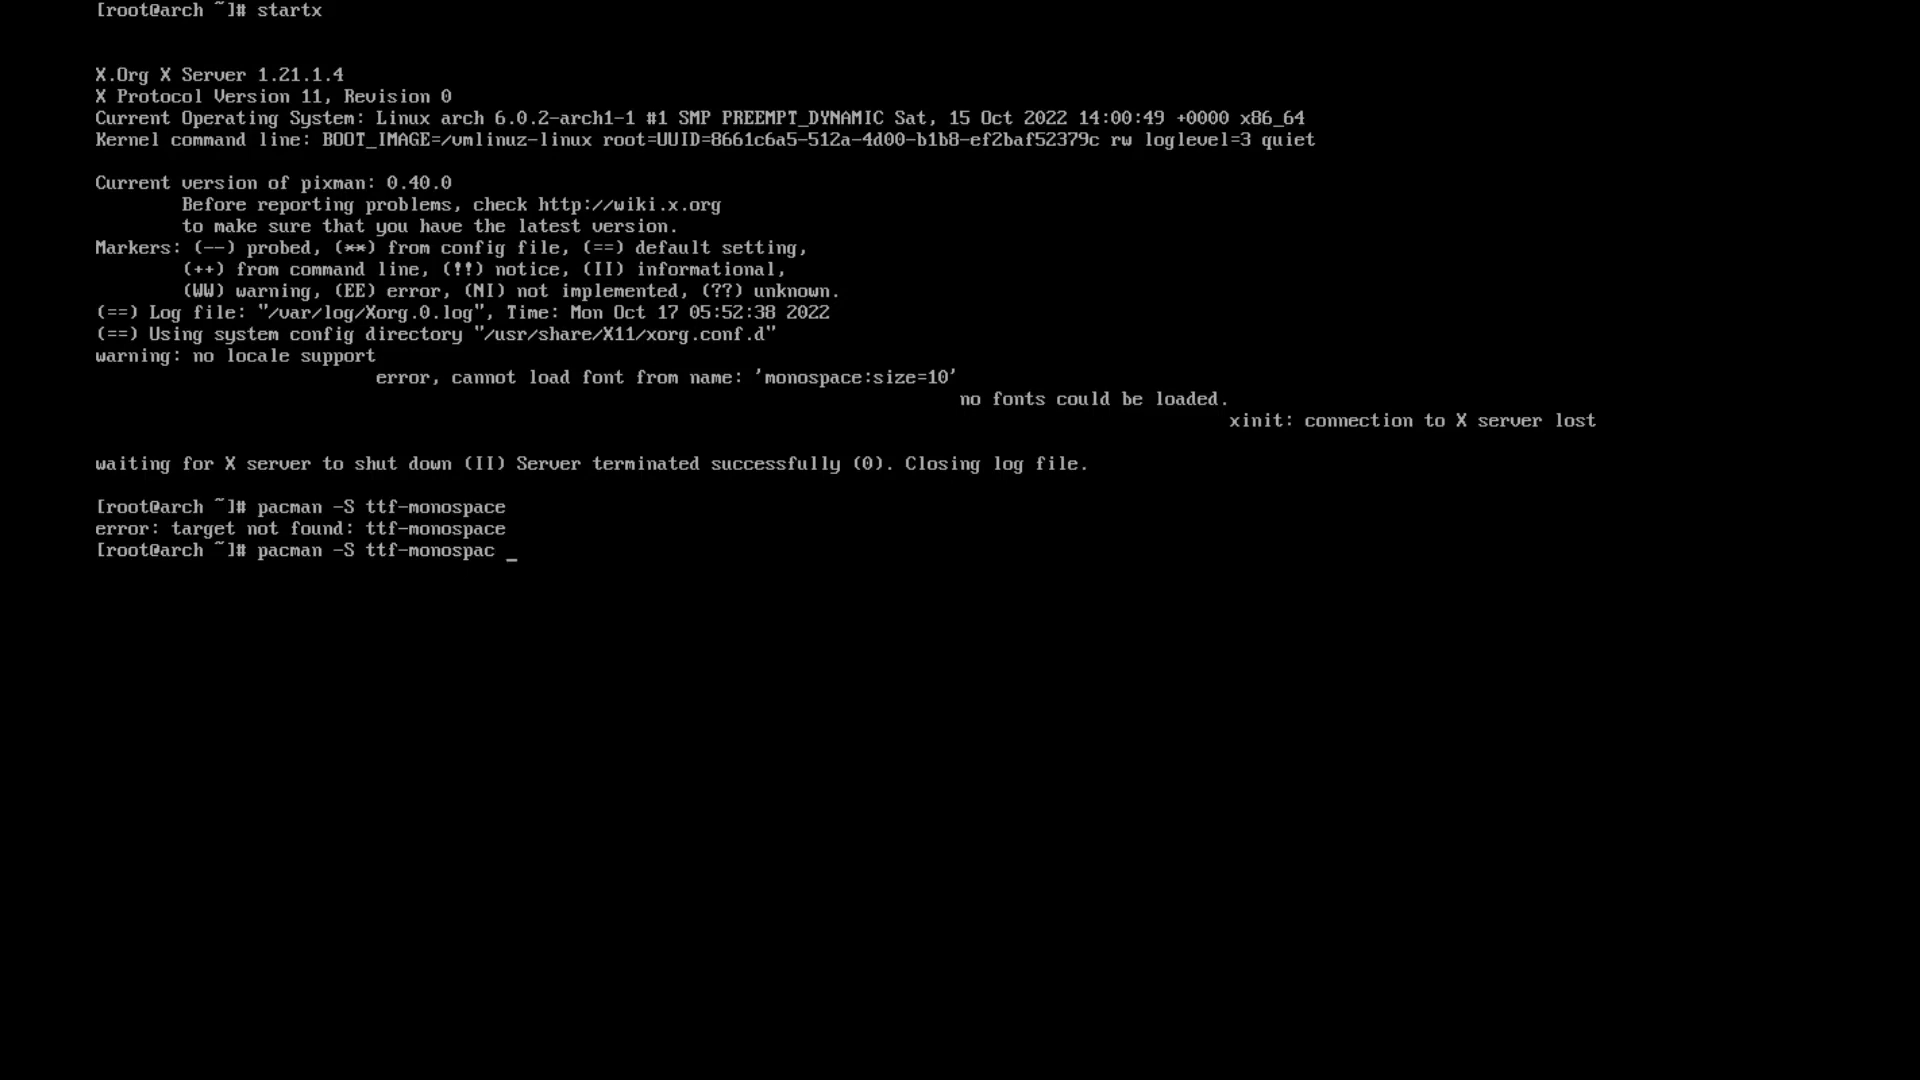 [root@arch ~]# startx
X.Org X Server 1.21.1.4
X Protocol Version 11, Revision 0
Current Operating System: Linux arch 6.0.2-arch1-1 #1 SMP PREEMPT_DYNAMIC Sat, 15 Oct 2022 14:00:49 +0000 x86_64
Kernel command line: BOOT_IMAGE=/vmlinuz-linux root=UUID=8661c6a5-512a-4d00-b1b8-ef2baf52379c rw loglevel=3 quiet
Current version of pixman: 0.40.0
Before reporting problems, check http://wiki.x.org
to make sure that you have the latest version.
Markers: (--) probed, (**) from config file, (==) default setting,
(++) from command line, (!!) notice, (II) informational,
(WW) warning, (EE) error, (NI) not implemented, (??) unknown.
(==) Log file: "/var/log/Xorg.0.log", Time: Mon Oct 17 05:52:38 2022
(==) Using system config directory "/usr/share/X11/xorg.conf.d"
warning: no locale support
error, cannot load font from name: 'monospace:size=10'
no fonts could be loaded.
xinit: connection to X server lost
waiting for X server to shut down (II) Server terminated successfully (0). Closing log file.
[root@arch ~]# pacman -S ttf-monospace
error: target not found: ttf-monospace
[root@arch ~]# pacman -S ttf-monospac _